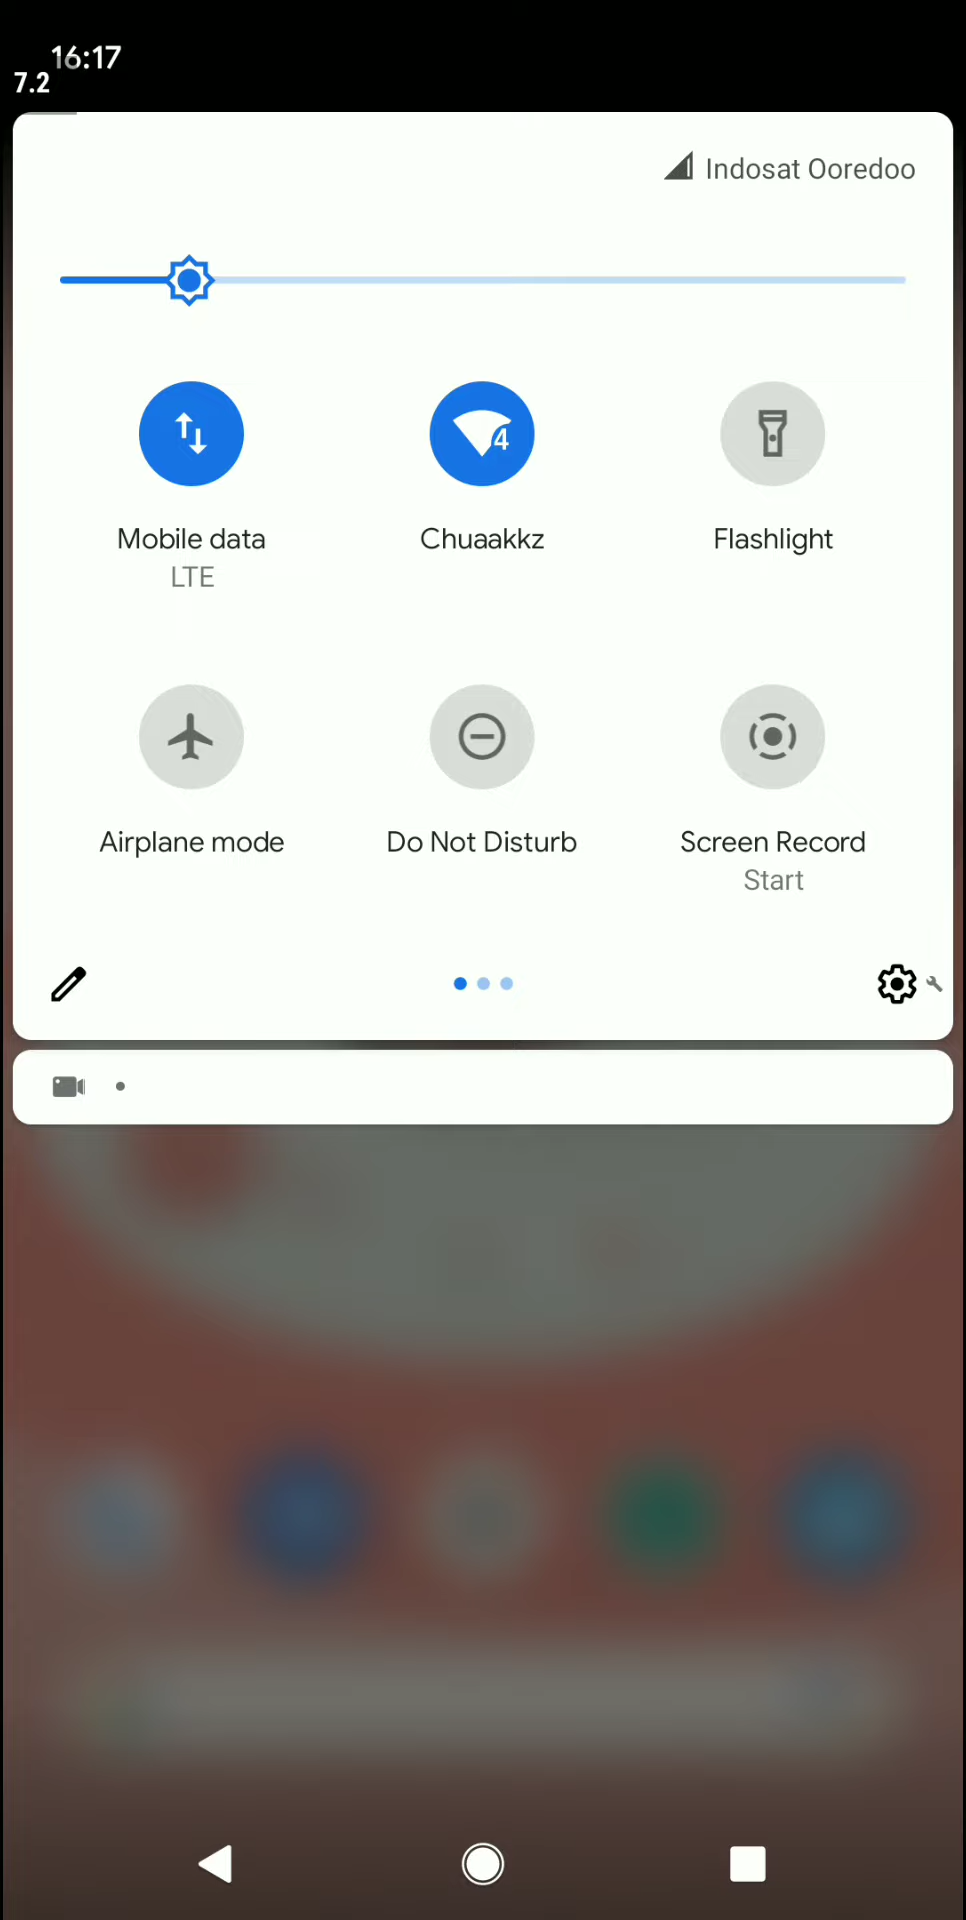 16:17
7.2
Indosat Ooredoo
4
Mobile data
LTE
Chuaakkz
Flashlight
Airplane mode
Do Not Disturb
Screen Record
Start